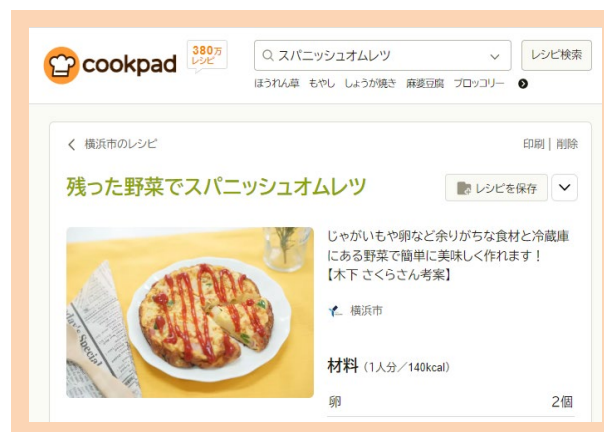 cookpad
380万
レシピ
スパニッシュオムレツ
レシピ検索
ほうれん草 もやし しょうが焼き 麻婆豆腐 ブロッコリー
横浜市のレシピ
印刷 | 削除
残った野菜でスパニッシュオムレツ
レシピを保存
じゃがいもや卵など余りがちな食材と冷蔵庫
にある野菜で簡単に美味しく作れます！
【木下 さくらさん考案】
横浜市
材料（1人分／140kcal）
卵 2個
Special